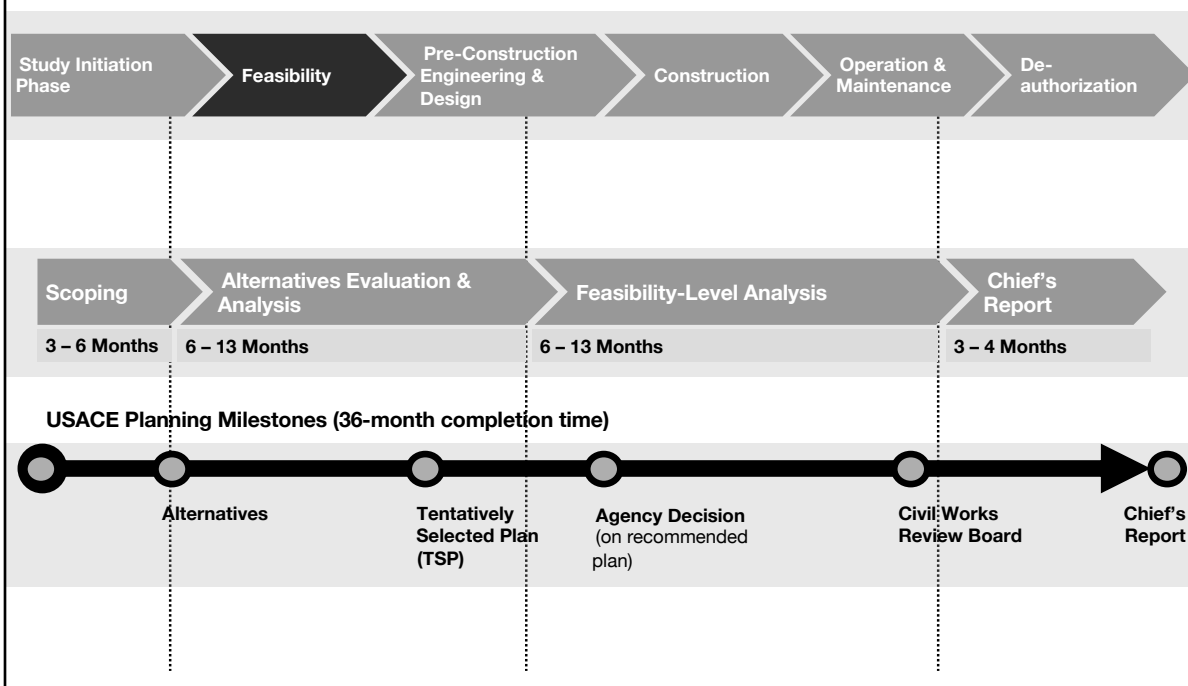 Study Initiation
Phase
Feasibility
Pre-Construction
Engineering &
Design
Construction
Operation &
Maintenance
De-
authorization
Scoping
Alternatives Evaluation &
Analysis
Feasibility-Level Analysis
Chief’s
Report
3 – 6 Months
6 – 13 Months
6 – 13 Months
3 – 4 Months
USACE Planning Milestones (36-month completion time)
Alternatives
Tentatively
Selected Plan
(TSP)
Agency Decision
(on recommended
plan)
Civil Works
Review Board
Chief’s
Report